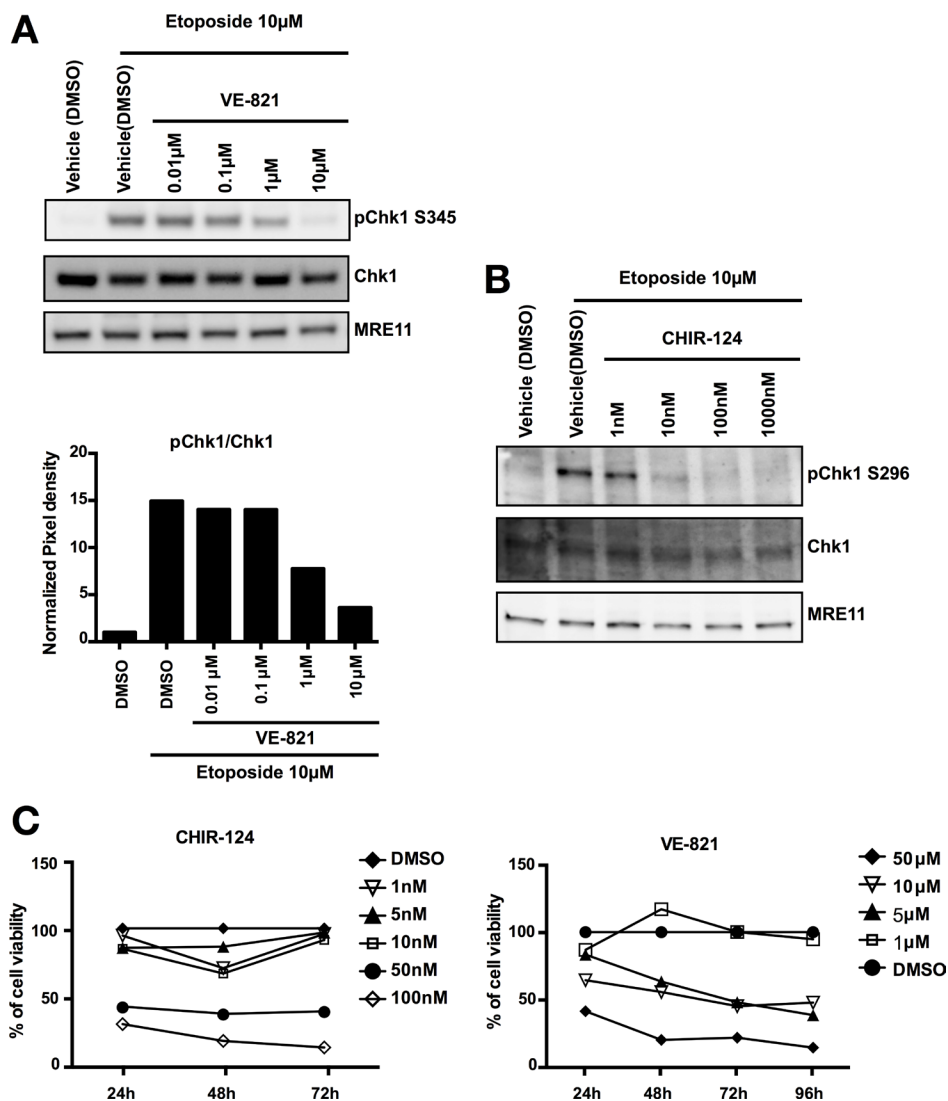 A
Etoposide 10µM
VE-821
Vehicle (DMSO)
Vehicle(DMSO)
0.01µM
0.1µM
1µM
10µM
pChk1 S345
Chk1
MRE11
pChk1/Chk1
Normalized Pixel density
20
15
10
5
0
DMSO
DMSO
0.01 µM
0.1 µM
1µM
10µM
VE-821
Etoposide 10µM
B
Etoposide 10µM
CHIR-124
Vehicle (DMSO)
Vehicle(DMSO)
1nM
10nM
100nM
1000nM
pChk1 S296
Chk1
MRE11
C
CHIR-124
% of cell viability
150
100
50
0
24h 48h 72h
DMSO
1nM
5nM
10nM
50nM
100nM
VE-821
% of cell viability
150
100
50
0
24h 48h 72h 96h
50µM
10µM
5µM
1µM
DMSO